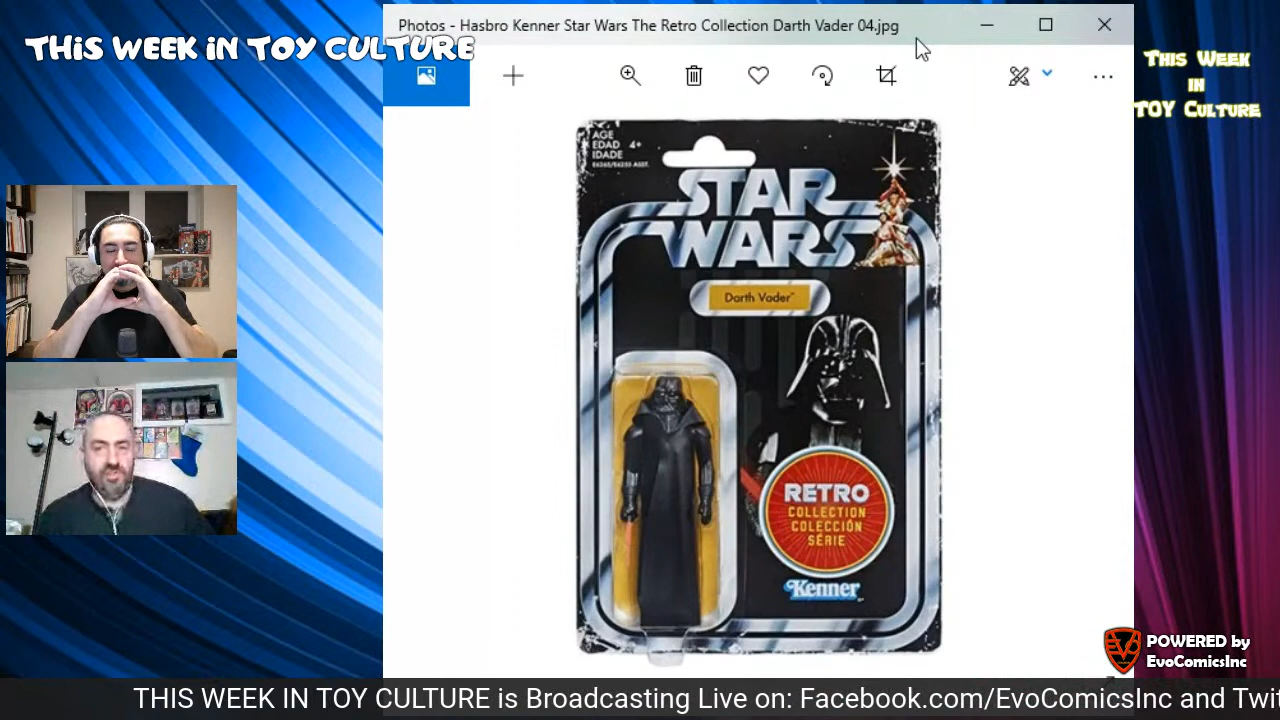 THiS WEEK iN TOY CULTURE
Photos - Hasbro Kenner Star Wars The Retro Collection Darth Vader 04.jpg
This Week
in
TOY Culture
AGE
EDAD 4+
IDADE
STAR
WARS
Darth Vader™
RETRO
COLLECTION
COLECCIÓN
SÉRIE
Kenner
POWERED by
EvoComicsInc
THIS WEEK IN TOY CULTURE is Broadcasting Live on: Facebook.com/EvoComicsInc and Twi